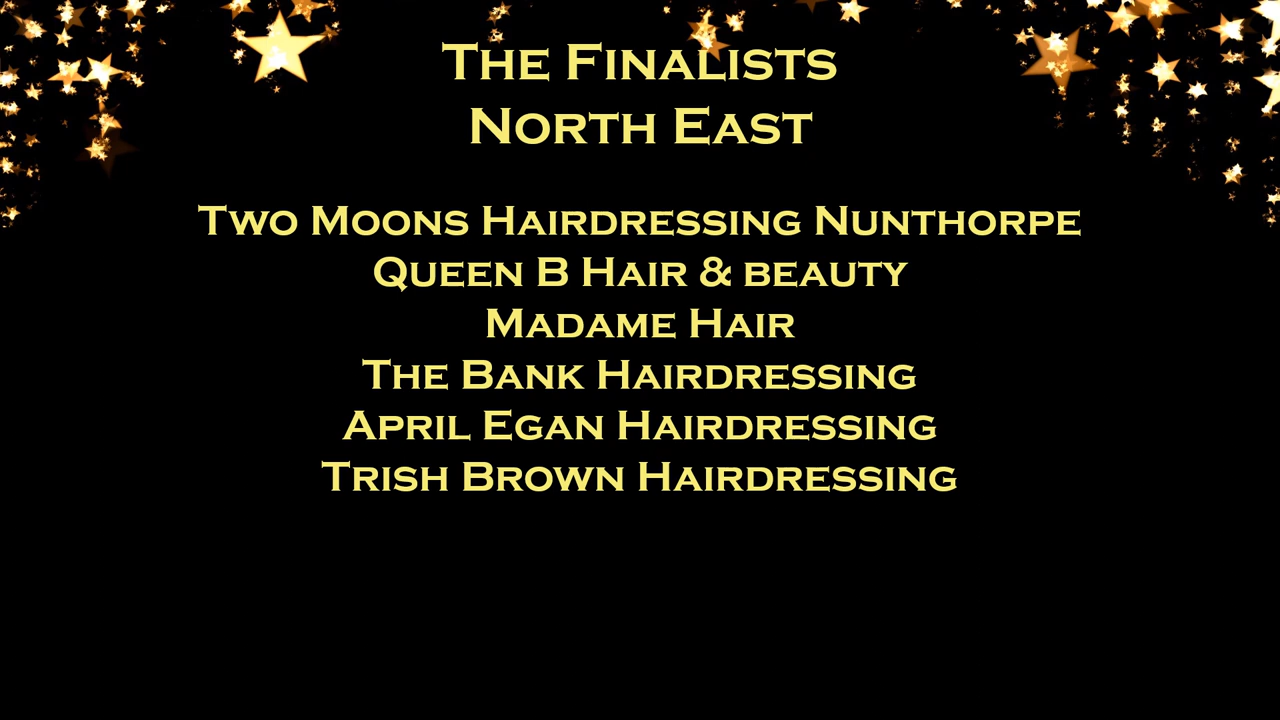 The Finalists
North East
Two Moons Hairdressing Nunthorpe
Queen B Hair & beauty
Madame Hair
The Bank Hairdressing
April Egan Hairdressing
Trish Brown Hairdressing